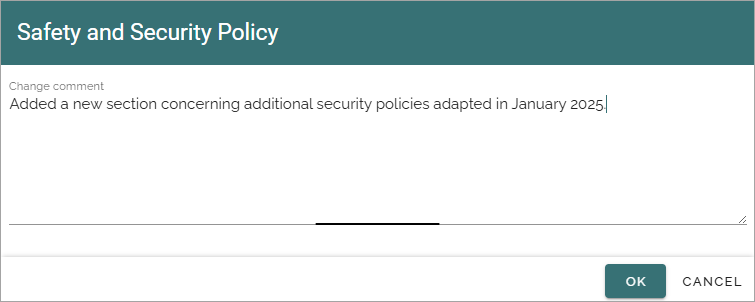 Safety and Security Policy
Change comment
Added a new section concerning additional security policies adapted in January 2025.
OK
CANCEL